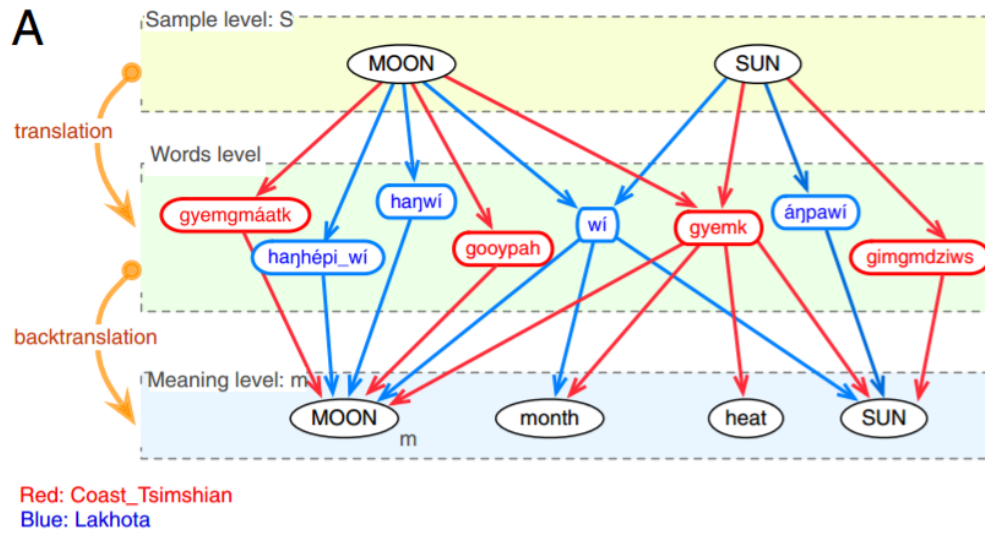 A
Sample level: S
MOON
SUN
translation
Words level
gyemgmáatk
haŋwí
haŋhépi_wí
gooypah
wí
gyemk
áŋpawí
gimgmdziws
backtranslation
Meaning level: m
MOON
m
month
heat
SUN
Red: Coast_Tsimshian
Blue: Lakhota